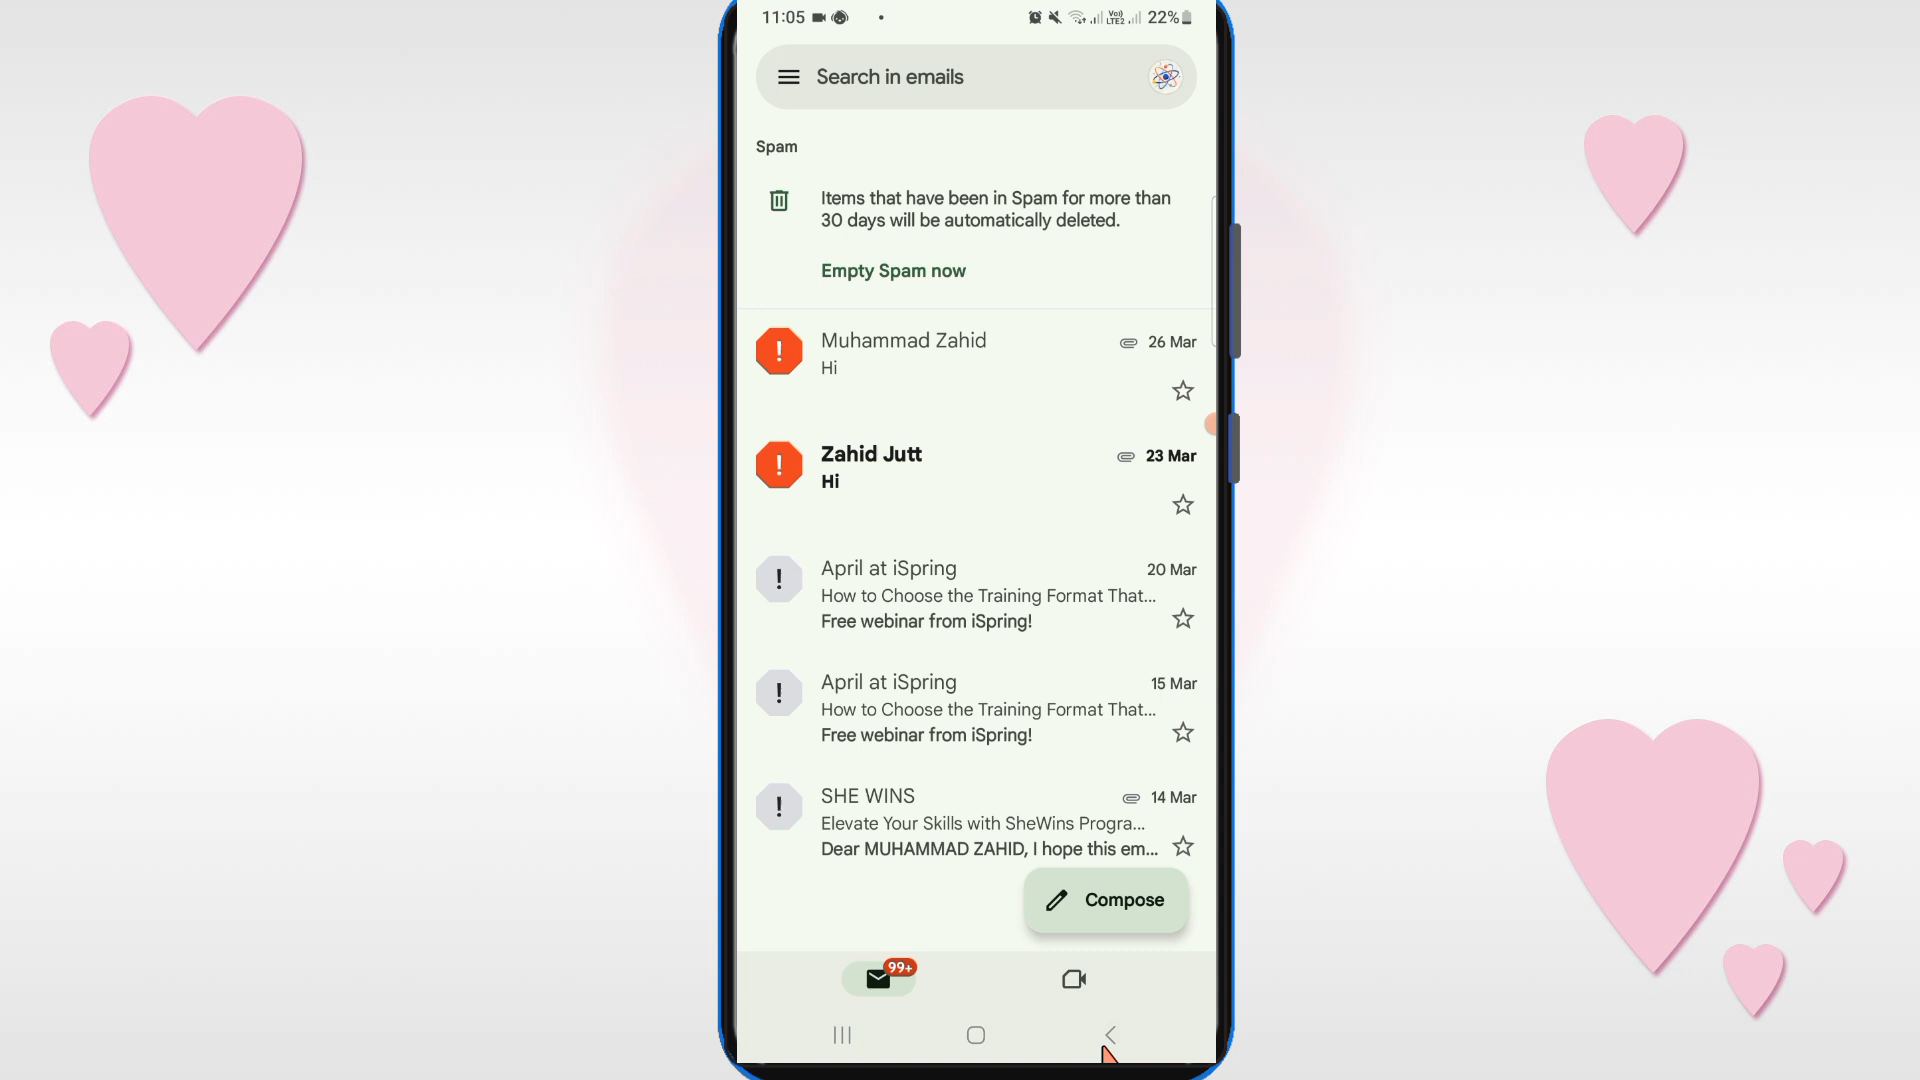 11:05
Vo))
LTE2
22%
Search in emails
Spam
Items that have been in Spam for more than
30 days will be automatically deleted.
Empty Spam now
Muhammad Zahid
26 Mar
Hi
Zahid Jutt
23 Mar
Hi
April at iSpring
20 Mar
How to Choose the Training Format That...
Free webinar from iSpring!
April at iSpring
15 Mar
How to Choose the Training Format That...
Free webinar from iSpring!
SHE WINS
14 Mar
Elevate Your Skills with SheWins Progra...
Dear MUHAMMAD ZAHID, I hope this em...
Compose
99+